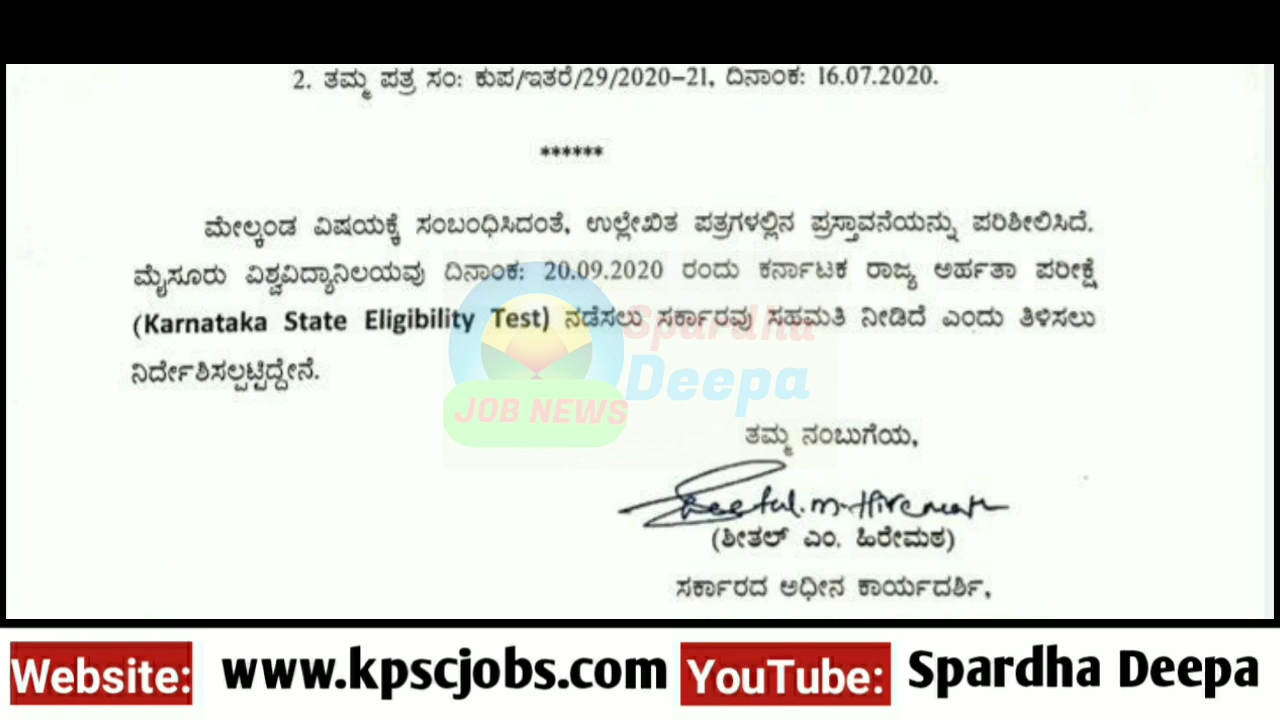 2. ತಮ್ಮ ಪತ್ರ ಸಂ: ಕುಪ/ಇತರೆ/29/2020-21, ದಿನಾಂಕ: 16.07.2020.
******
ಮೇಲ್ಕಂಡ ವಿಷಯಕ್ಕೆ ಸಂಬಂಧಿಸಿದಂತೆ, ಉಲ್ಲೇಖಿತ ಪತ್ರಗಳಲ್ಲಿನ ಪ್ರಸ್ತಾವನೆಯನ್ನು ಪರಿಶೀಲಿಸಿದೆ.
ಮೈಸೂರು ವಿಶ್ವವಿದ್ಯಾನಿಲಯವು ದಿನಾಂಕ: 20.09.2020 ರಂದು ಕರ್ನಾಟಕ ರಾಜ್ಯ ಅರ್ಹತಾ ಪರೀಕ್ಷೆ
(Karnataka State Eligibility Test) ನಡೆಸಲು ಸರ್ಕಾರವು ಸಹಮತಿ ನೀಡಿದೆ ಎಂದು ತಿಳಿಸಲು
ನಿರ್ದೇಶಿಸಲ್ಪಟ್ಟಿದ್ದೇನೆ.
Spardha
Deepa
JOB NEWS
ತಮ್ಮ ನಂಬುಗೆಯ,
Sheetal.m.Hiremath
(ಶೀತಲ್ ಎಂ. ಹಿರೇಮಠ)
ಸರ್ಕಾರದ ಅಧೀನ ಕಾರ್ಯದರ್ಶಿ,
Website: www.kpscjobs.com YouTube: Spardha Deepa